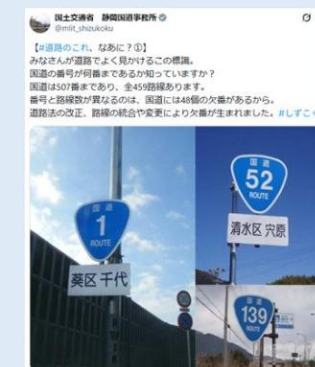 国土交通省 静岡国道事務所
@mlit_shizukoku
【#道路のこれ、なあに?①】
みなさんが道路でよく見かけるこの標識。
国道の番号が何番まであるか知っていますか?
国道は507番まであり、全459路線あります。
番号と路線数が異なるのは、国道には48個の欠番があるから。
道路法の改正、路線の統合や変更により欠番が生まれました。#しずこく
国道
1
ROUTE
葵区 千代
国道
52
ROUTE
清水区 宍原
国道
139
ROUTE